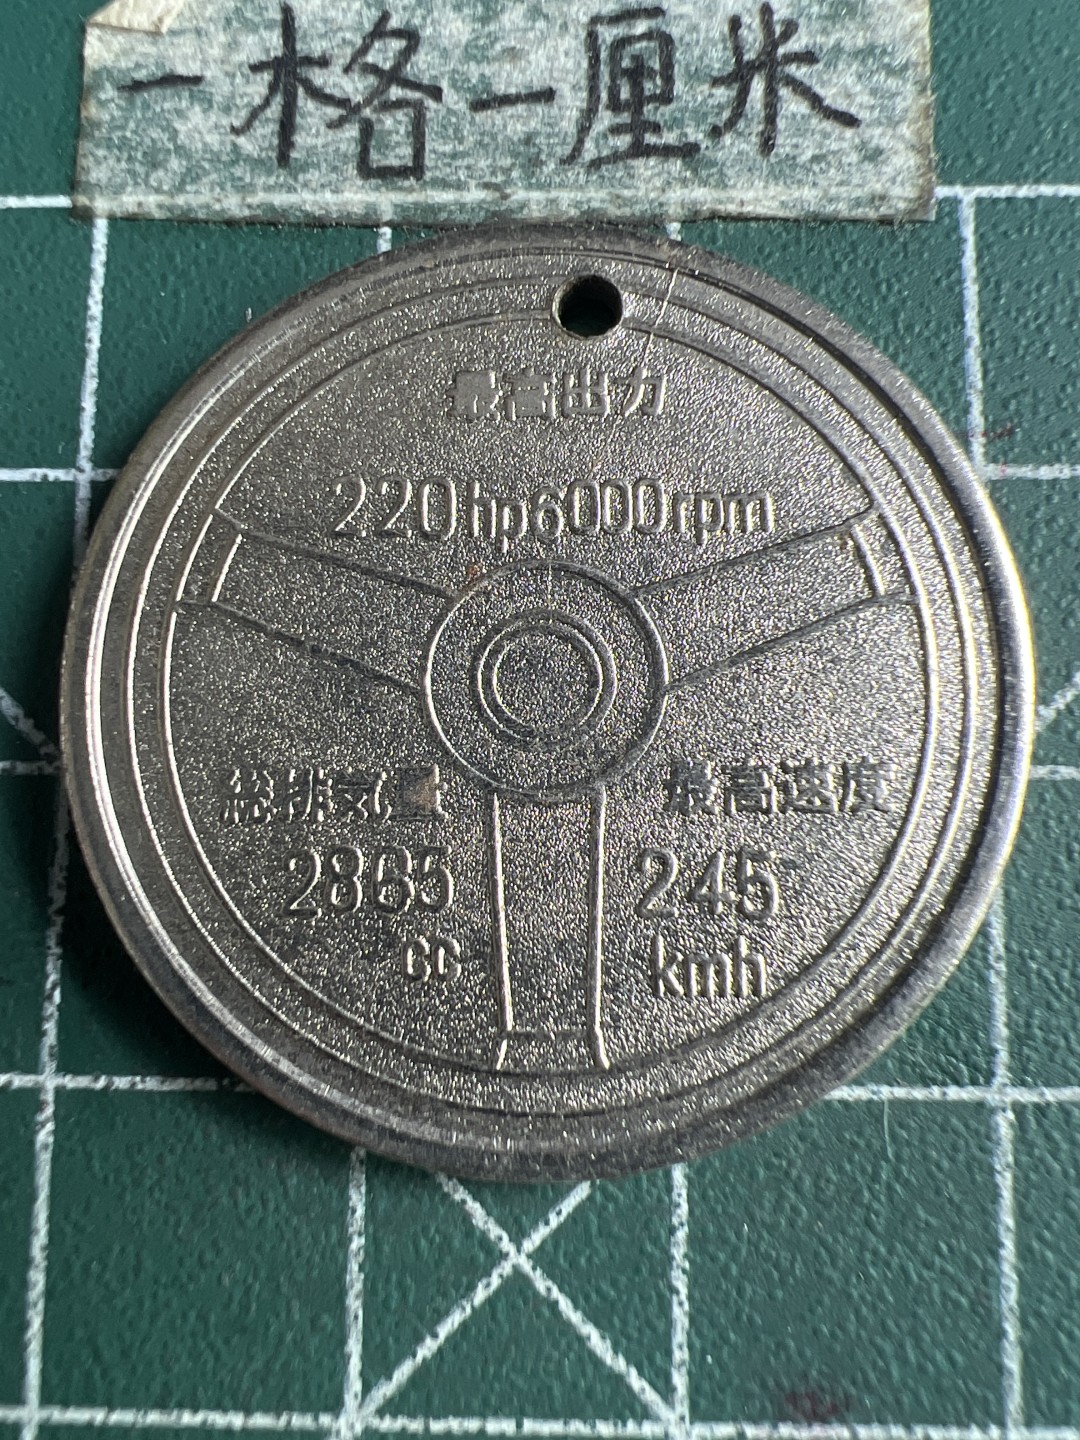 一格一厘米
最高出力
220hp6000rpm
総排気量
2865
cc
最高速度
245
kmh